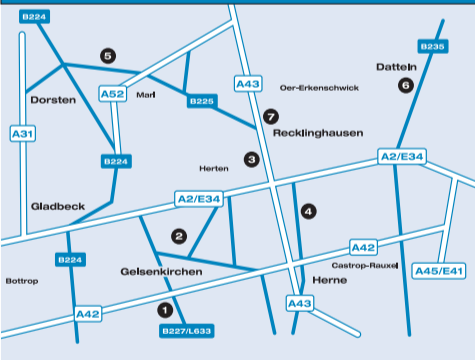 B224
B235
5
Datteln
A52
Marl
A43
Oer-Erkenschwick
6
Dorsten
B225
7
Recklinghausen
A31
B224
Herten
3
A2/E34
A2/E34
Gladbeck
4
2
A42
B224
Gelsenkirchen
Castrop-Rauxel
A45/E41
Bottrop
Herne
1
A43
A42
B227/L633